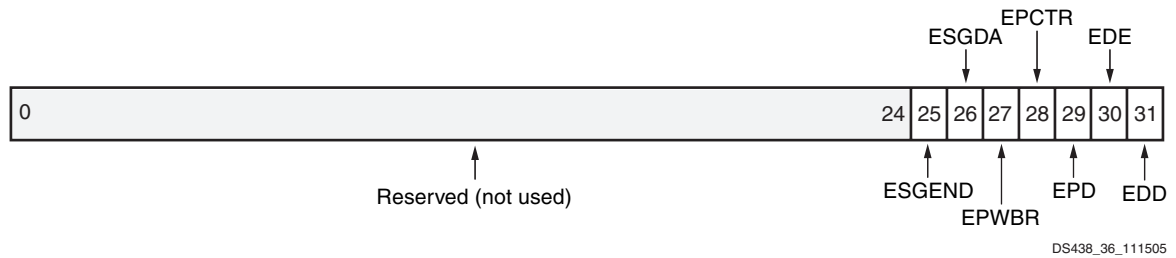 EPCTR
ESGDA EDE
0 24 25 26 27 28 29 30 31
Reserved (not used)
ESGEND EPD EDD
EPWBR
DS438_36_111505